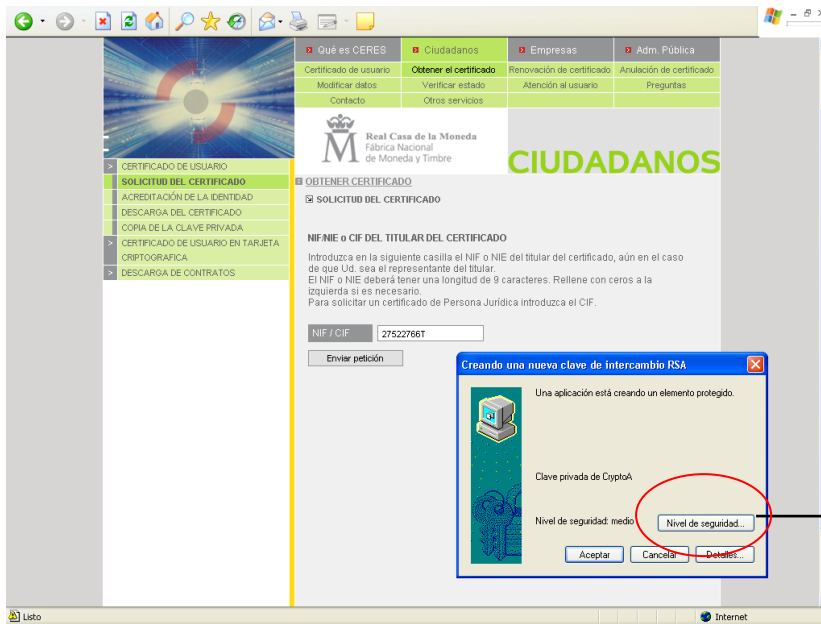 Qué es CERES
Ciudadanos
Empresas
Adm. Pública
Certificado de usuario
Obtener el certificado
Renovación de certificado
Anulación de certificado
Modificar datos
Verificar estado
Atención al usuario
Preguntas
Contacto
Otros servicios
Real Casa de la Moneda
Fábrica Nacional
de Moneda y Timbre
CIUDADANOS
> CERTIFICADO DE USUARIO
SOLICITUD DEL CERTIFICADO
ACREDITACIÓN DE LA IDENTIDAD
DESCARGA DEL CERTIFICADO
COPIA DE LA CLAVE PRIVADA
> CERTIFICADO DE USUARIO EN TARJETA
CRIPTOGRAFICA
> DESCARGA DE CONTRATOS
OBTENER CERTIFICADO
SOLICITUD DEL CERTIFICADO
NIF/NIE o CIF DEL TITULAR DEL CERTIFICADO
Introduzca en la siguiente casilla el NIF o NIE del titular del certificado, aún en el caso
de que Ud. sea el representante del titular.
El NIF o NIE deberá tener una longitud de 9 caracteres. Rellene con ceros a la
izquierda si es necesario.
Para solicitar un certificado de Persona Jurídica introduzca el CIF.
NIF / CIF
27522766T
Enviar petición
Creando una nueva clave de intercambio RSA
Una aplicación está creando un elemento protegido.
Clave privada de CryptoA
Nivel de seguridad: medio
Nivel de seguridad...
Aceptar
Cancelar
Detalles...
Listo
Internet